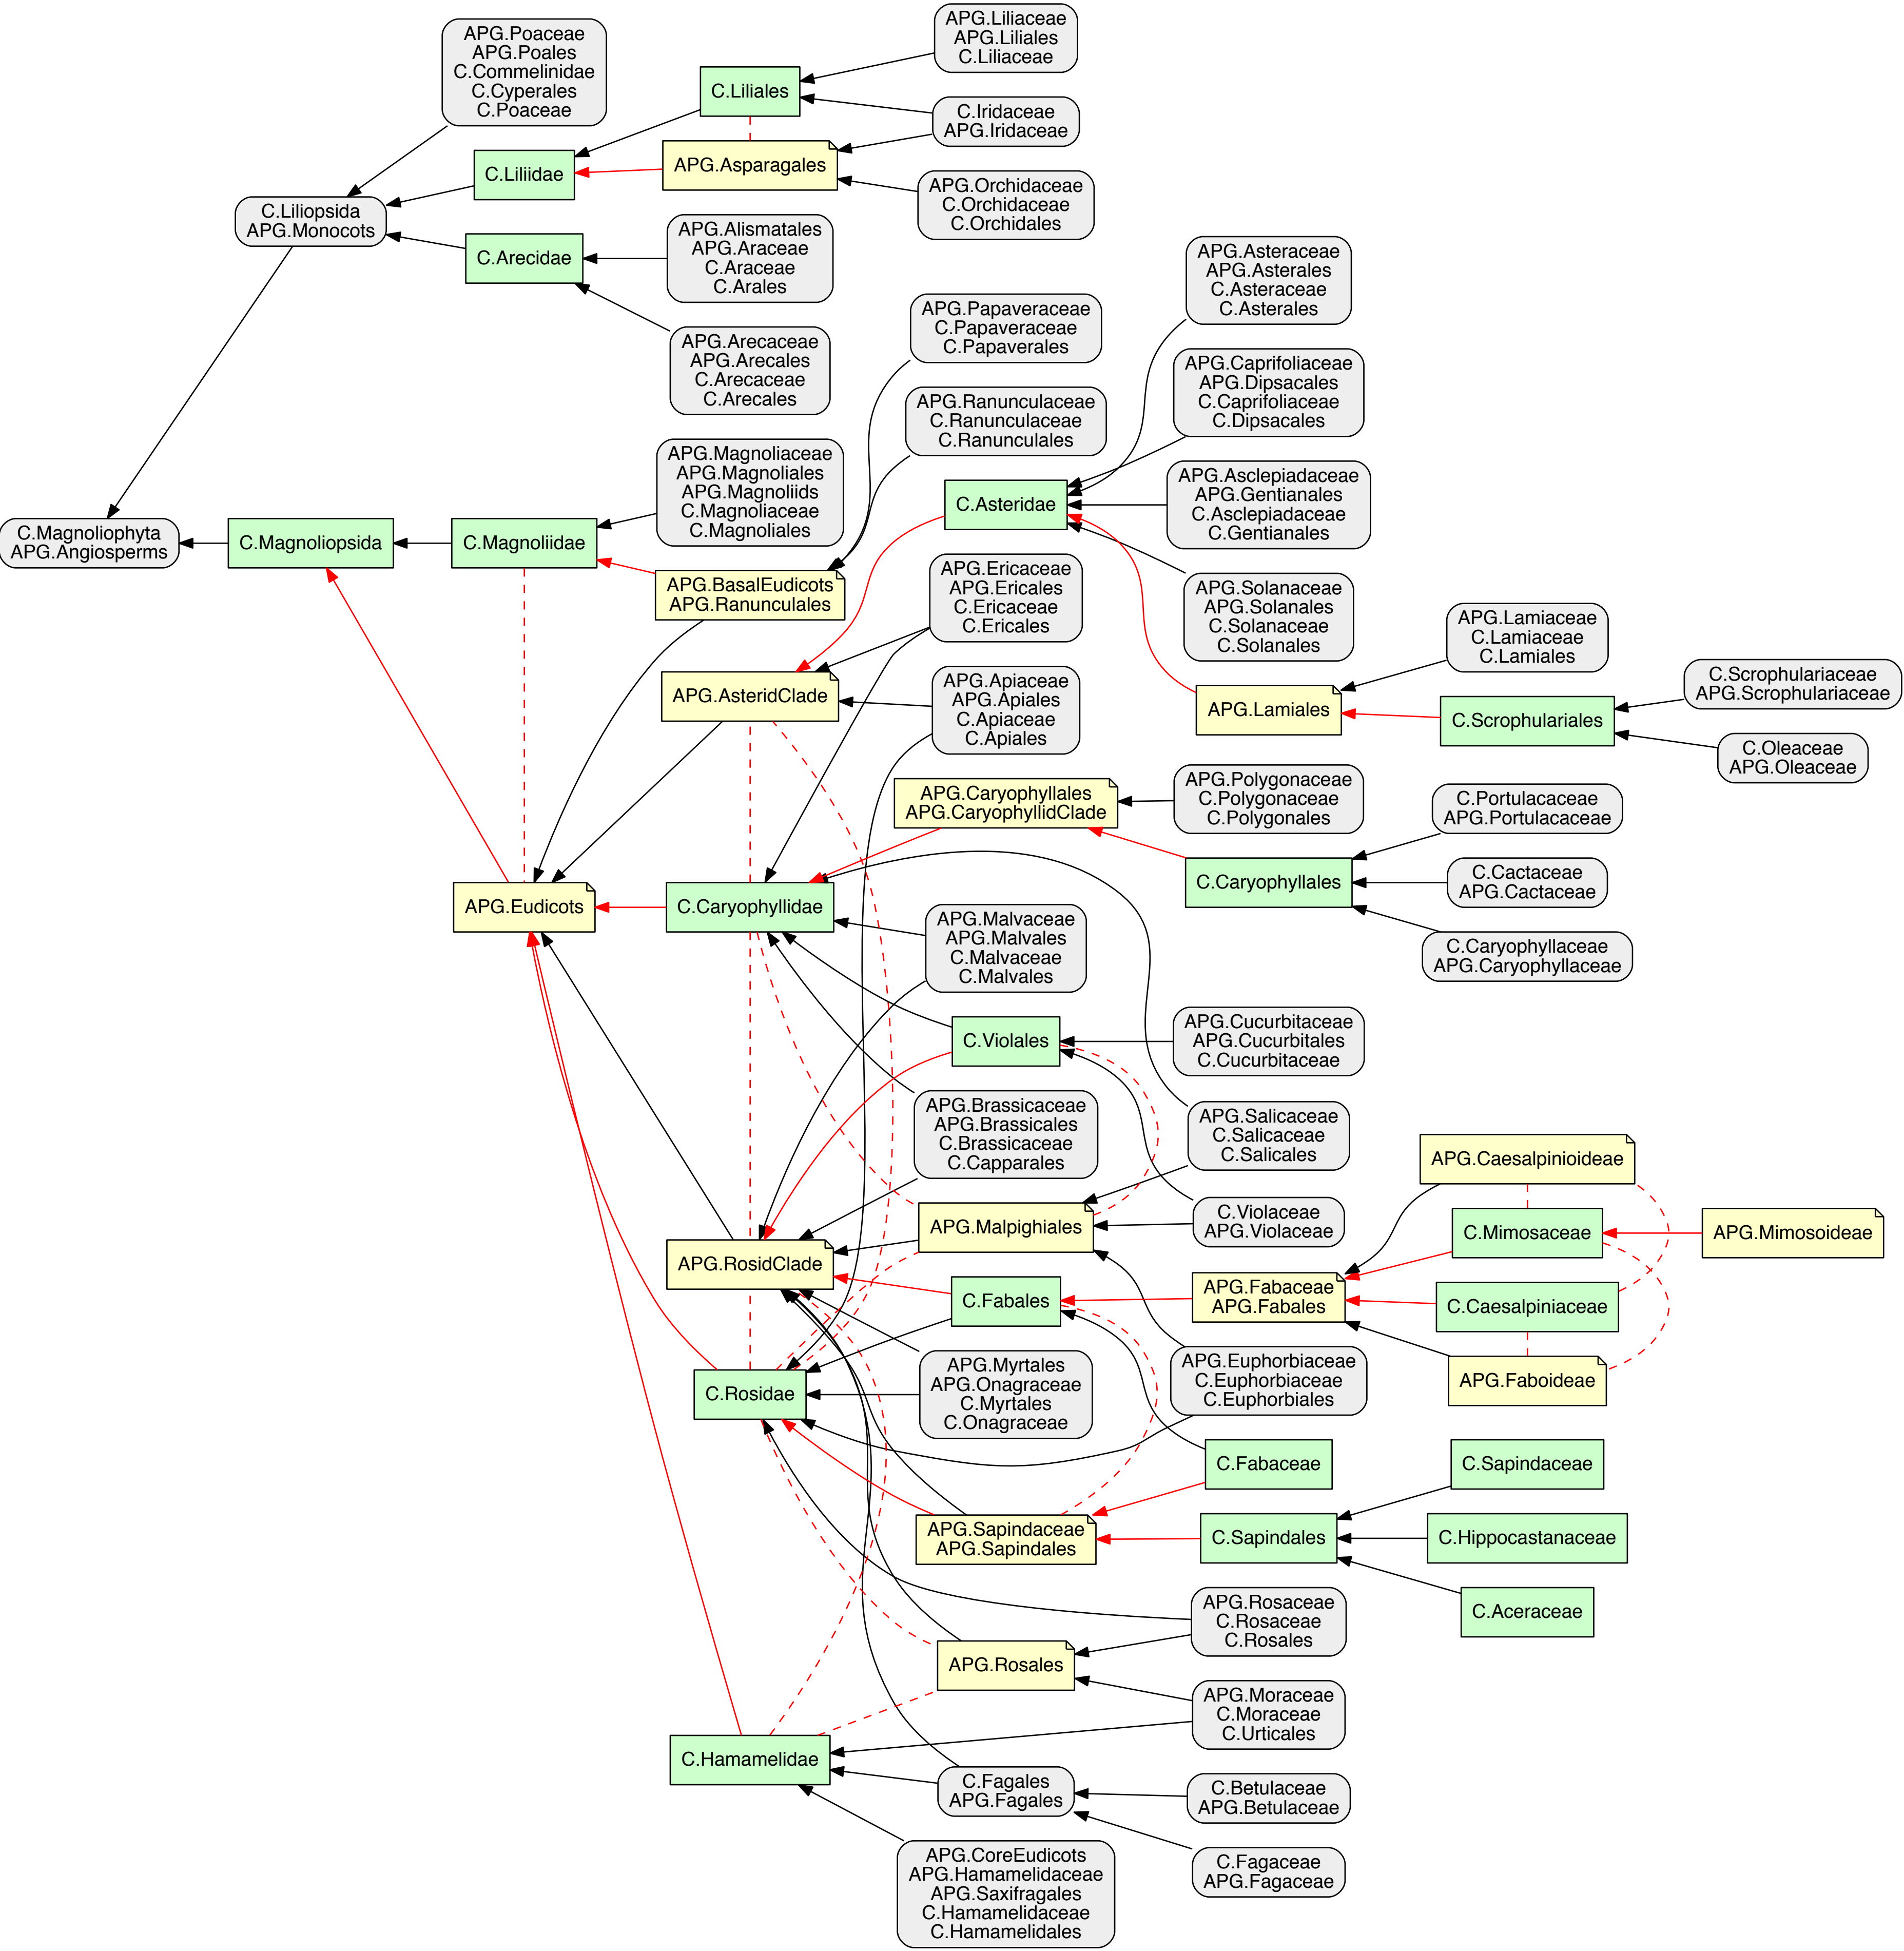 APG.Liliaceae
APG.Liliales
C.Liliaceae
APG.Poaceae
APG.Poales
C.Commelinidae
C.Cyperales
C.Poaceae
C.Liliales
C.Iridaceae
APG.Iridaceae
APG.Asparagales
C.Liliidae
APG.Orchidaceae
C.Orchidaceae
C.Orchidales
C.Liliopsida
APG.Monocots
C.Arecidae
APG.Alismatales
APG.Araceae
C.Araceae
C.Arales
APG.Asteraceae
APG.Asterales
C.Asteraceae
C.Asterales
APG.Papaveraceae
C.Papaveraceae
C.Papaverales
APG.Arecaceae
APG.Arecales
C.Arecaceae
C.Arecales
APG.Caprifoliaceae
APG.Dipsacales
C.Caprifoliaceae
C.Dipsacales
APG.Ranunculaceae
C.Ranunculaceae
C.Ranunculales
APG.Magnoliaceae
APG.Magnoliales
APG.Magnoliids
C.Magnoliaceae
C.Magnoliales
C.Asteridae
APG.Asclepiadaceae
APG.Gentianales
C.Asclepiadaceae
C.Gentianales
C.Magnoliophyta
APG.Angiosperms
C.Magnoliopsida
C.Magnoliidae
APG.BasalEudicots
APG.Ranunculales
APG.Ericaceae
APG.Ericales
C.Ericaceae
C.Ericales
APG.Solanaceae
APG.Solanales
C.Solanaceae
C.Solanales
APG.Lamiaceae
C.Lamiaceae
C.Lamiales
APG.AsteridClade
APG.Apiaceae
APG.Apiales
C.Apiaceae
C.Apiales
APG.Lamiales
C.Scrophulariales
C.Scrophulariaceae
APG.Scrophulariaceae
C.Oleaceae
APG.Oleaceae
APG.Caryophyllales
APG.CaryophyllidClade
APG.Polygonaceae
C.Polygonaceae
C.Polygonales
C.Portulacaceae
APG.Portulacaceae
C.Caryophyllales
C.Cactaceae
APG.Cactaceae
APG.Eudicots
C.Caryophyllidae
C.Caryophyllaceae
APG.Caryophyllaceae
APG.Malvaceae
APG.Malvales
C.Malvaceae
C.Malvales
C.Violales
APG.Cucurbitaceae
APG.Cucurbitales
C.Cucurbitaceae
APG.Brassicaceae
APG.Brassicales
C.Brassicaceae
C.Capparales
APG.Salicaceae
C.Salicaceae
C.Salicales
APG.Caesalpinioideae
APG.Malpighiales
C.Violaceae
APG.Violaceae
C.Mimosaceae
APG.Mimosoideae
APG.RosidClade
C.Fabales
APG.Fabaceae
APG.Fabales
C.Caesalpiniaceae
APG.Faboideae
C.Rosidae
APG.Myrtales
APG.Onagraceae
C.Myrtales
C.Onagraceae
APG.Euphorbiaceae
C.Euphorbiaceae
C.Euphorbiales
C.Fabaceae
C.Sapindaceae
APG.Sapindaceae
APG.Sapindales
C.Sapindales
C.Hippocastanaceae
C.Aceraceae
APG.Rosaceae
C.Rosaceae
C.Rosales
APG.Rosales
APG.Moraceae
C.Moraceae
C.Urticales
C.Hamamelidae
C.Fagales
APG.Fagales
C.Betulaceae
APG.Betulaceae
C.Fagaceae
APG.Fagaceae
APG.CoreEudicots
APG.Hamamelidaceae
APG.Saxifragales
C.Hamamelidaceae
C.Hamamelidales